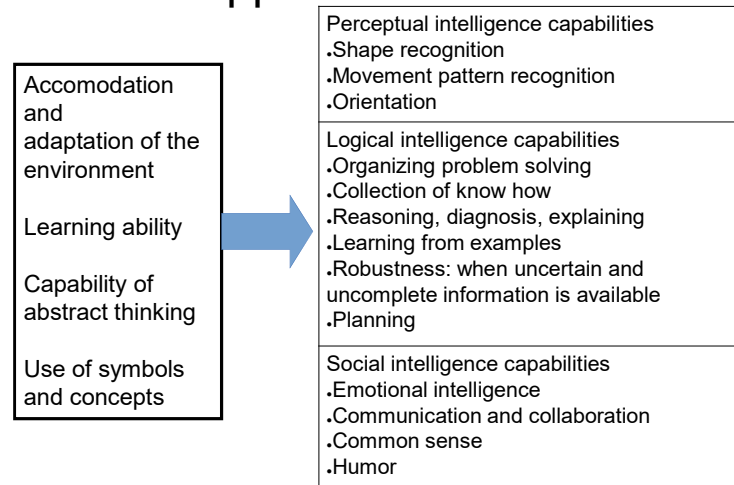 Accomodation
and
adaptation of the
environment
Learning ability
Capability of
abstract thinking
Use of symbols
and concepts
Perceptual intelligence capabilities
•Shape recognition
•Movement pattern recognition
•Orientation
Logical intelligence capabilities
•Organizing problem solving
•Collection of know how
•Reasoning, diagnosis, explaining
•Learning from examples
•Robustness: when uncertain and
uncomplete information is available
•Planning
Social intelligence capabilities
•Emotional intelligence
•Communication and collaboration
•Common sense
•Humor